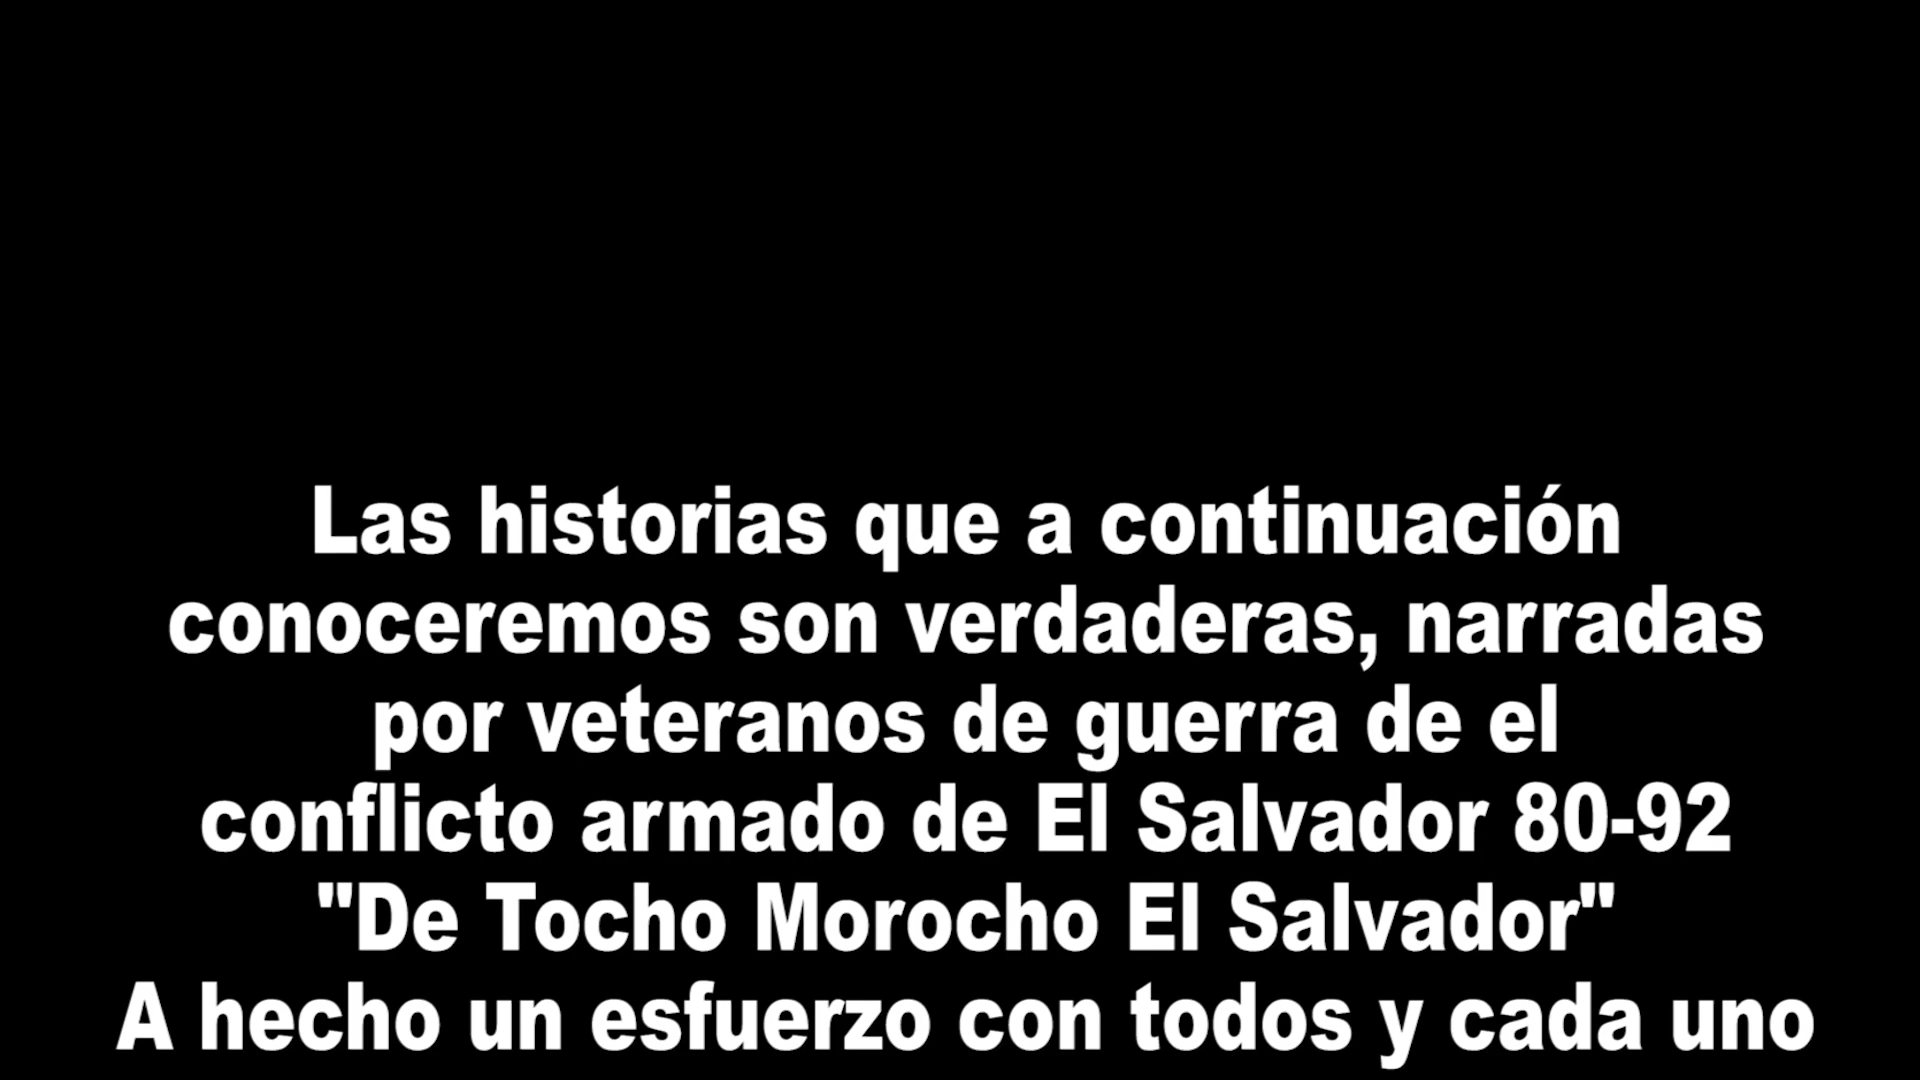 Las historias que a continuación
conoceremos son verdaderas, narradas
por veteranos de guerra de el
conflicto armado de El Salvador 80-92
"De Tocho Morocho El Salvador"
A hecho un esfuerzo con todos y cada uno